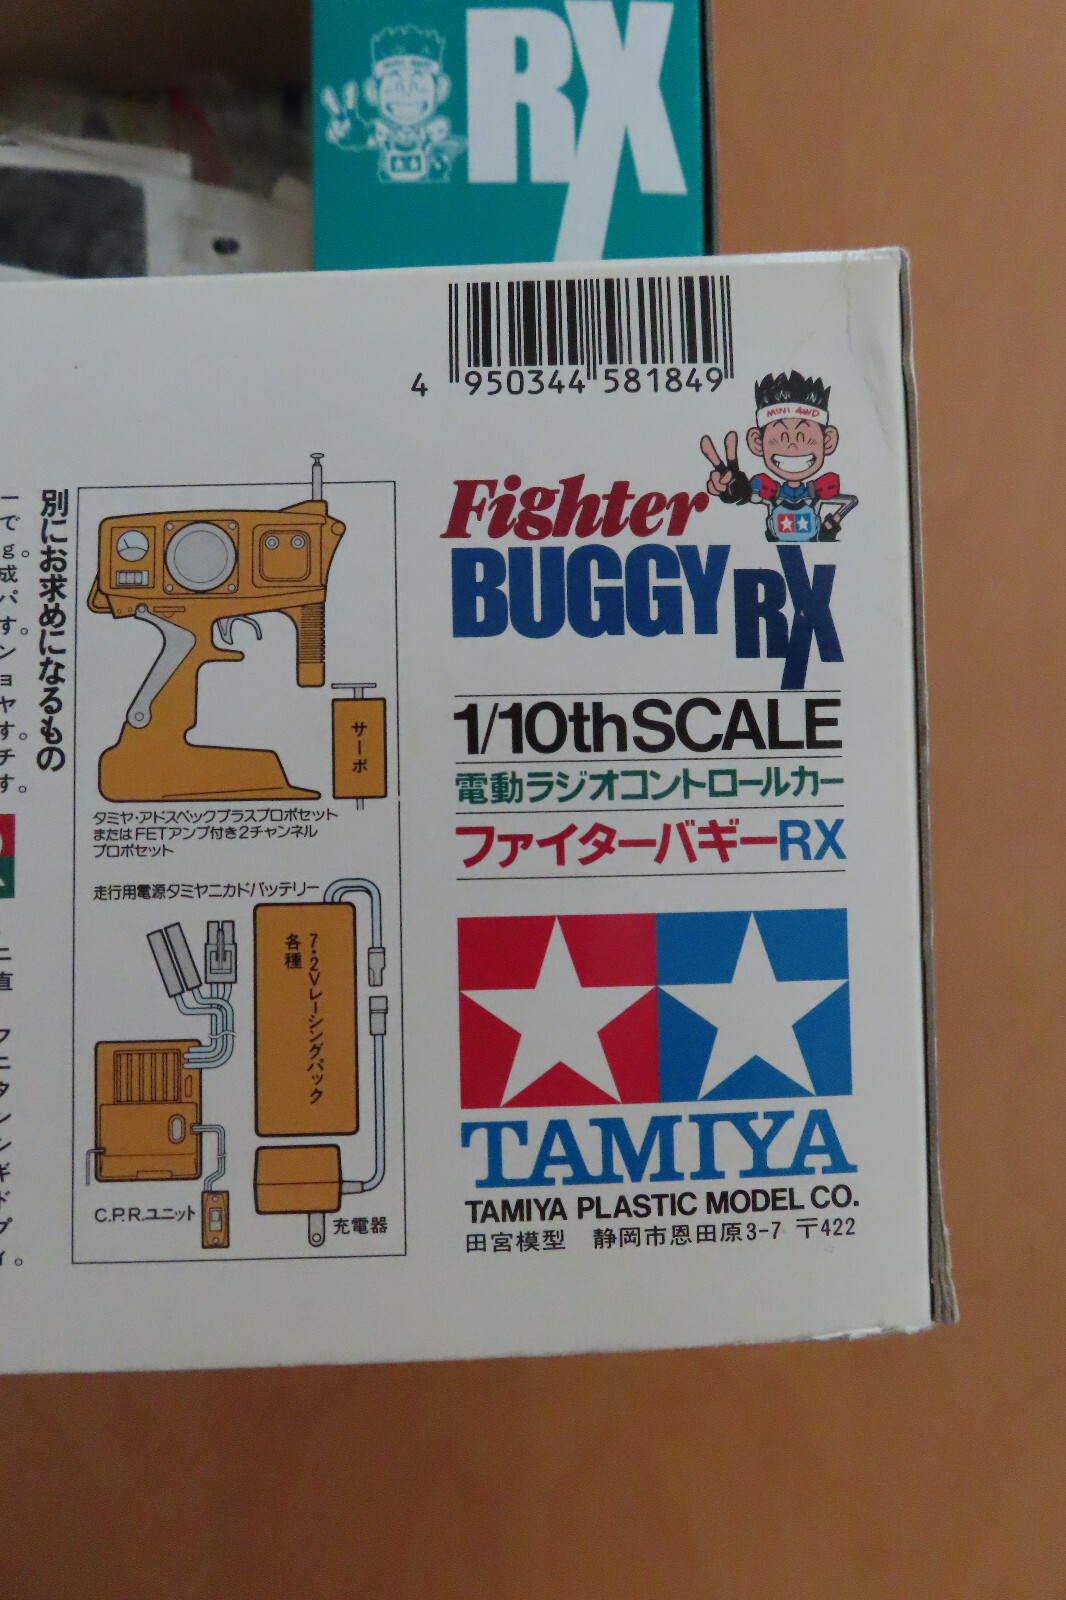 MINI 4WD
RX
4 950344 581849
MINI 4WD
Fighter
BUGGY RX
1/10th SCALE
電動ラジオコントロールカー
ファイターバギーRX
TAMIYA
TAMIYA PLASTIC MODEL CO.
田宮模型 静岡市恩田原3-7 〒422
別にお求めになるもの
サーボ
タミヤ・アドスペックプラスプロポセット
またはFETアンプ付き2チャンネル
プロポセット
走行用電源タミヤニカドバッテリー
7・2Vレーシングパック
各種
C.P.R.ユニット
充電器